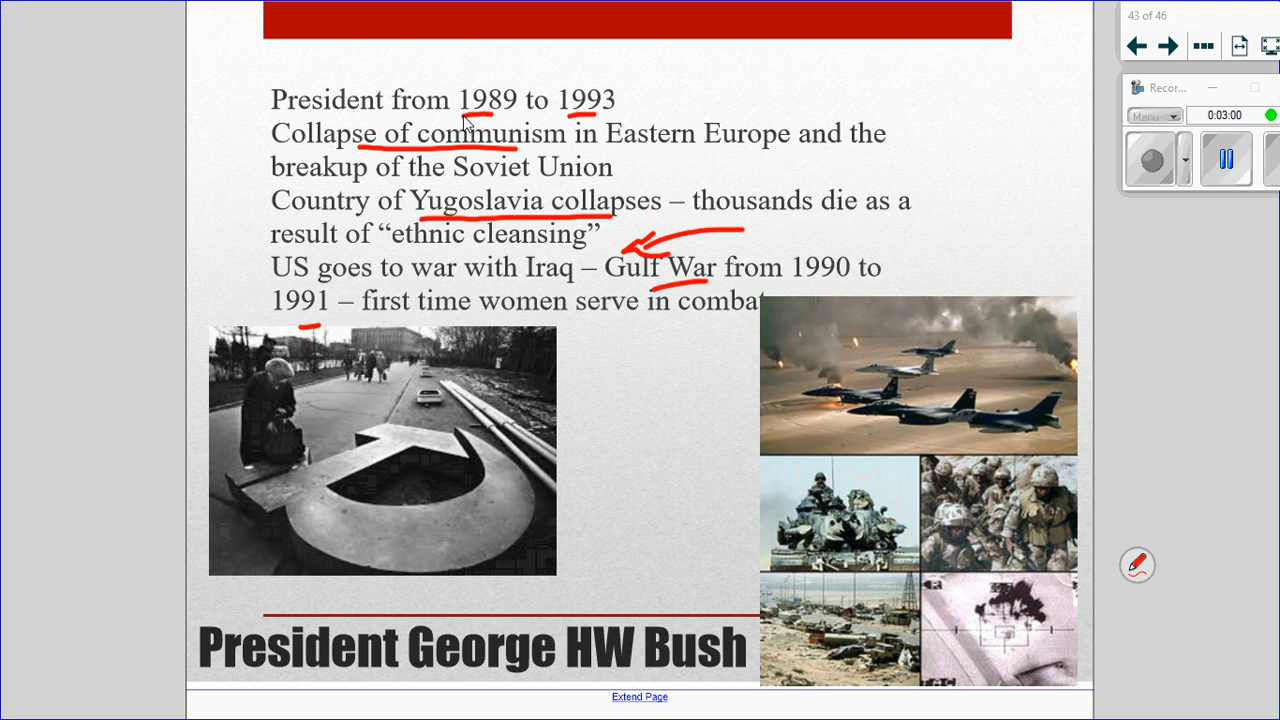 43 of 46
President from 1989 to 1993
Collapse of communism in Eastern Europe and the
breakup of the Soviet Union
Country of Yugoslavia collapses – thousands die as a
result of “ethnic cleansing”
US goes to war with Iraq – Gulf War from 1990 to
1991 – first time women serve in combat
Recor...
Menu
0:03:00
President George HW Bush
Extend Page